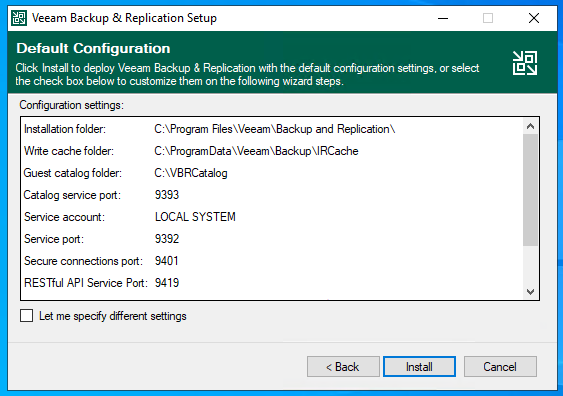 Veeam Backup & Replication Setup
Default Configuration
Click Install to deploy Veeam Backup & Replication with the default configuration settings, or select
the check box below to customize them on the following wizard steps.
Configuration settings:
Installation folder: C:\Program Files\Veeam\Backup and Replication\
Write cache folder: C:\ProgramData\Veeam\Backup\IRCache
Guest catalog folder: C:\VBRCatalog
Catalog service port: 9393
Service account: LOCAL SYSTEM
Service port: 9392
Secure connections port: 9401
RESTful API Service Port: 9419
Let me specify different settings
< Back Install Cancel